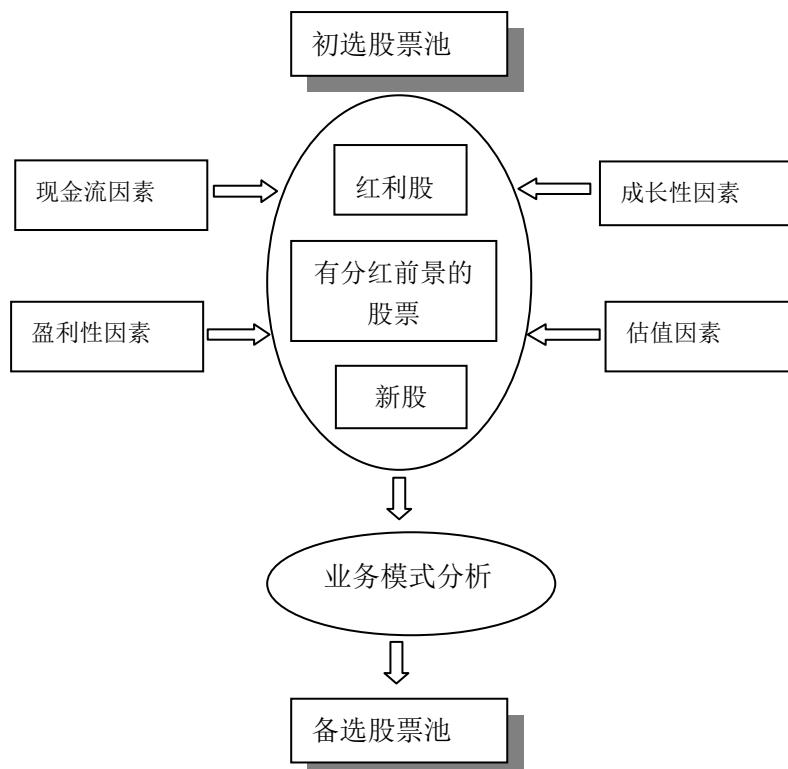 初选股票池
现金流因素
红利股
成长性因素
有分红前景的
股票
盈利性因素
估值因素
新股
业务模式分析
备选股票池